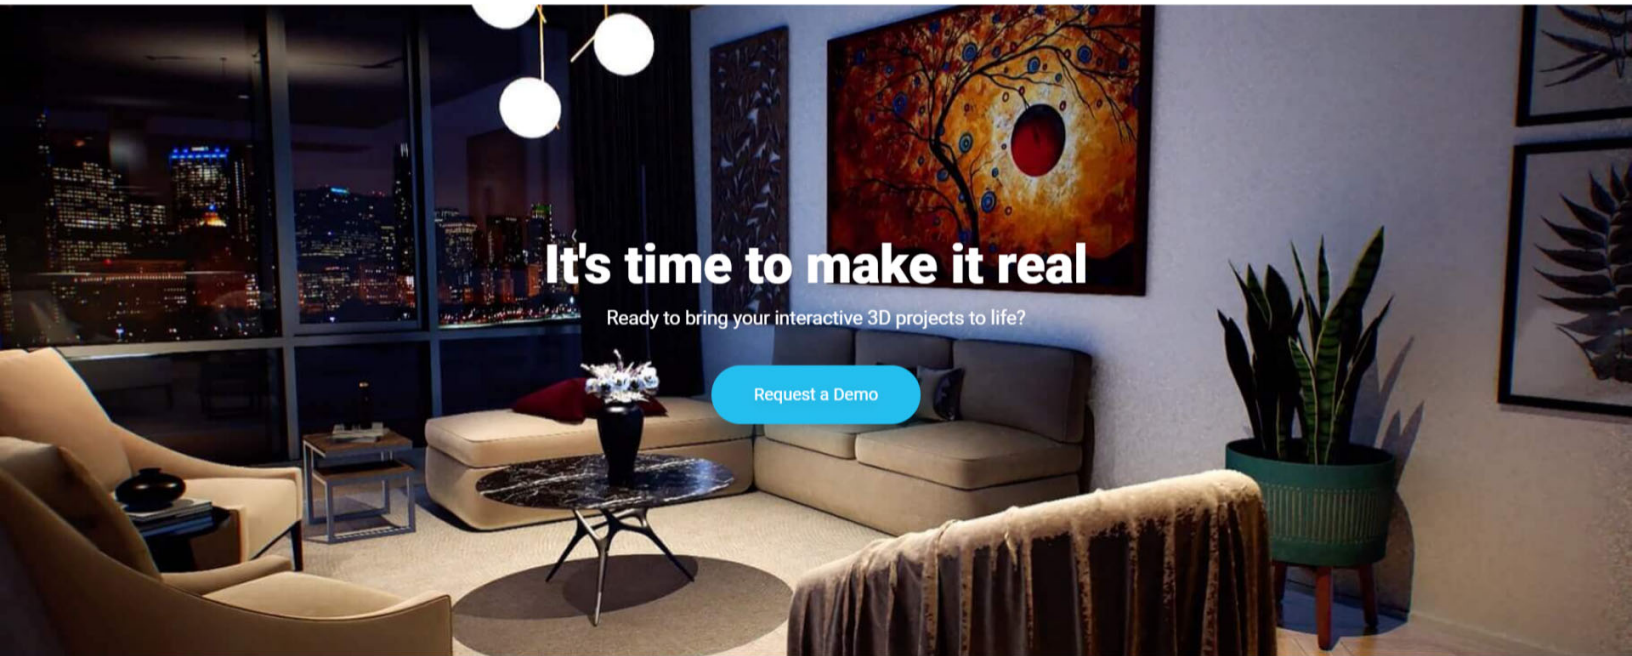 It's time to make it real
Ready to bring your interactive 3D projects to life?
Request a Demo